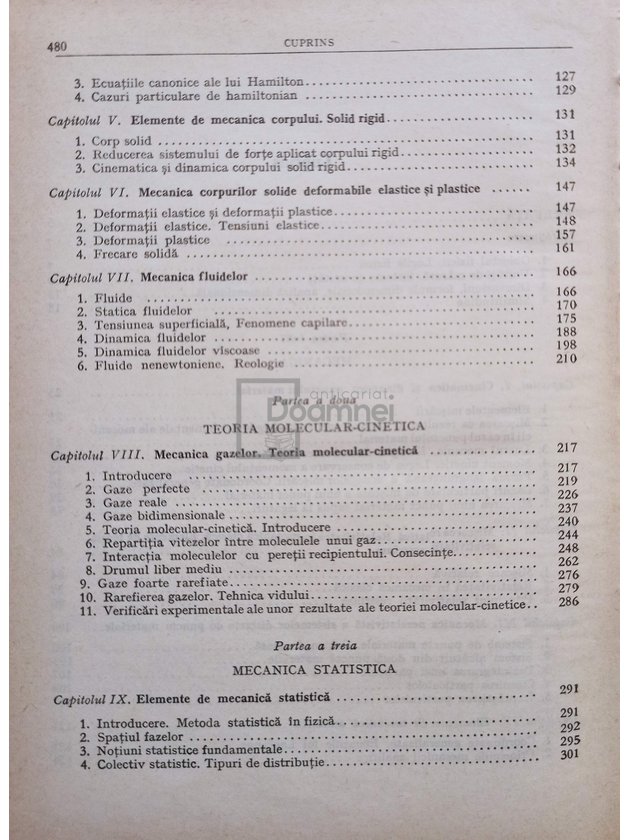 480 CUPRINS
3. Ecuațiile canonice ale lui Hamilton 127
4. Cazuri particulare de hamiltonian 129
Capitolul V. Elemente de mecanica corpului. Solid rigid 131
1. Corp solid 131
2. Reducerea sistemului de forțe aplicat corpului rigid 132
3. Cinematica și dinamica corpului solid rigid 134
Capitolul VI. Mecanica corpurilor solide deformabile elastice și plastice 147
1. Deformații elastice și deformații plastice 147
2. Deformații elastice. Tensiuni elastice 148
3. Deformații plastice 157
4. Frecare solidă 161
Capitolul VII. Mecanica fluidelor 166
1. Fluide 166
2. Statica fluidelor 170
3. Tensiunea superficială, Fenomene capilare 175
4. Dinamica fluidelor 188
5. Dinamica fluidelor vîscoase 198
6. Fluide nenewtoniene. Reologie 210
anticariat
Doamnei
Partea a doua
TEORIA MOLECULAR-CINETICA
Capitolul VIII. Mecanica gazelor. Teoria molecular-cinetică 217
1. Introducere 217
2. Gaze perfecte 219
3. Gaze reale 226
4. Gaze bidimensionale 237
5. Teoria molecular-cinetică. Introducere 240
6. Repartiția vitezelor între moleculele unui gaz 244
7. Interacția moleculelor cu pereții recipientului. Consecințe 248
8. Drumul liber mediu 262
9. Gaze foarte rarefiate 276
10. Rarefierea gazelor. Tehnica vidului 279
11. Verificări experimentale ale unor rezultate ale teoriei molecular-cinetice 286
Partea a treia
MECANICA STATISTICA
Capitolul IX. Elemente de mecanică statistică 291
1. Introducere. Metoda statistică în fizică 291
2. Spațiul fazelor 292
3. Noțiuni statistice fundamentale 295
4. Colectiv statistic. Tipuri de distribuție 301